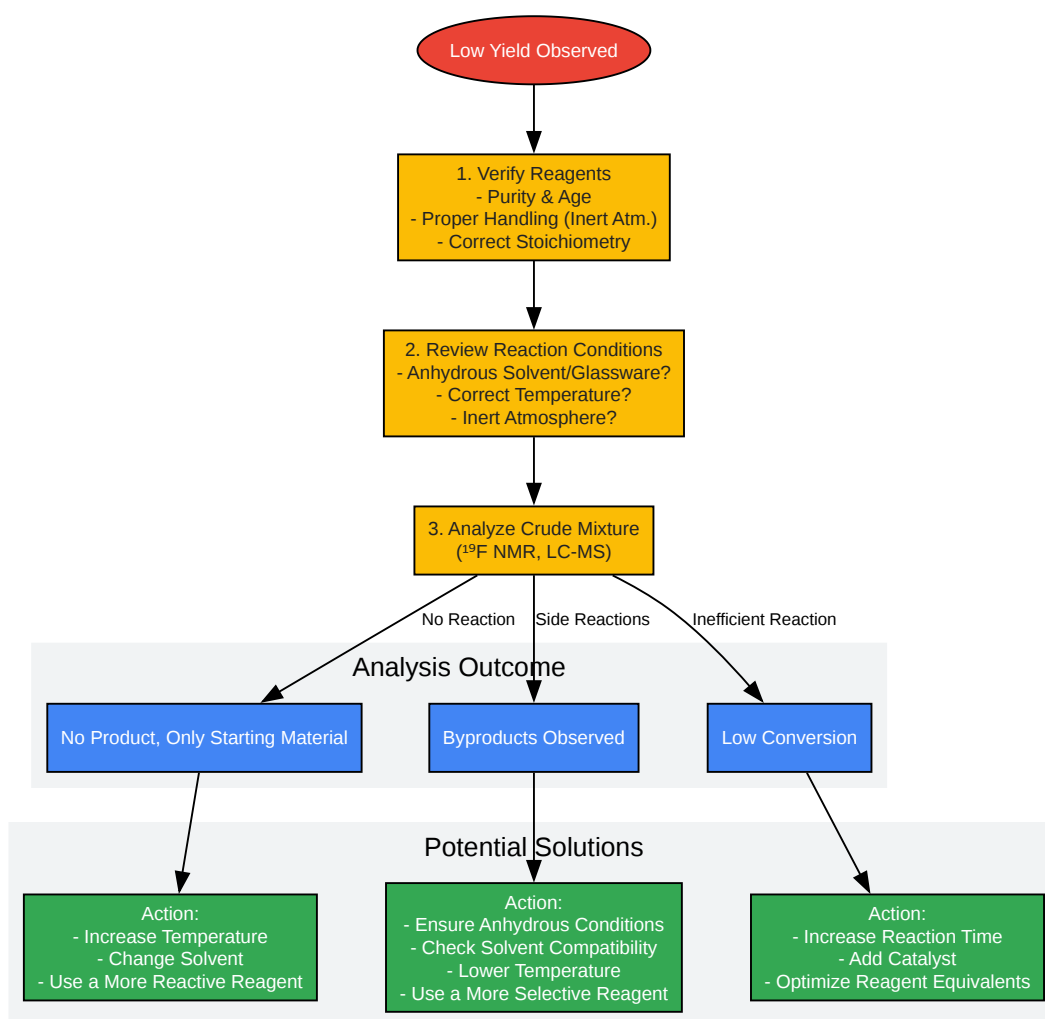 Low Yield Observed
1. Verify Reagents
- Purity & Age
- Proper Handling (Inert Atm.)
- Correct Stoichiometry
2. Review Reaction Conditions
- Anhydrous Solvent/Glassware?
- Correct Temperature?
- Inert Atmosphere?
3. Analyze Crude Mixture
(¹⁹F NMR, LC-MS)
No Reaction
Side Reactions
Inefficient Reaction
Analysis Outcome
No Product, Only Starting Material
Byproducts Observed
Low Conversion
Potential Solutions
Action:
- Increase Temperature
- Change Solvent
- Use a More Reactive Reagent
Action:
- Ensure Anhydrous Conditions
- Check Solvent Compatibility
- Lower Temperature
- Use a More Selective Reagent
Action:
- Increase Reaction Time
- Add Catalyst
- Optimize Reagent Equivalents